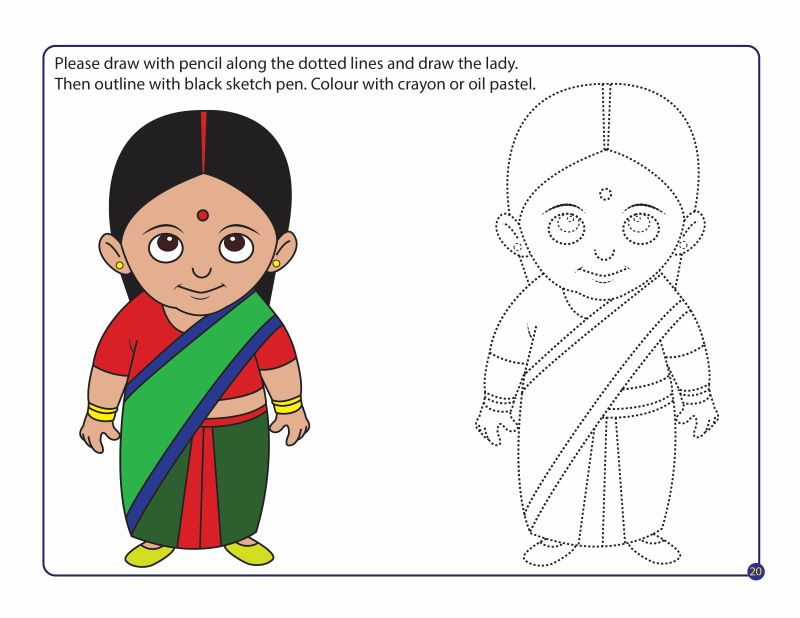 Please draw with pencil along the dotted lines and draw the lady.
Then outline with black sketch pen. Colour with crayon or oil pastel.
20